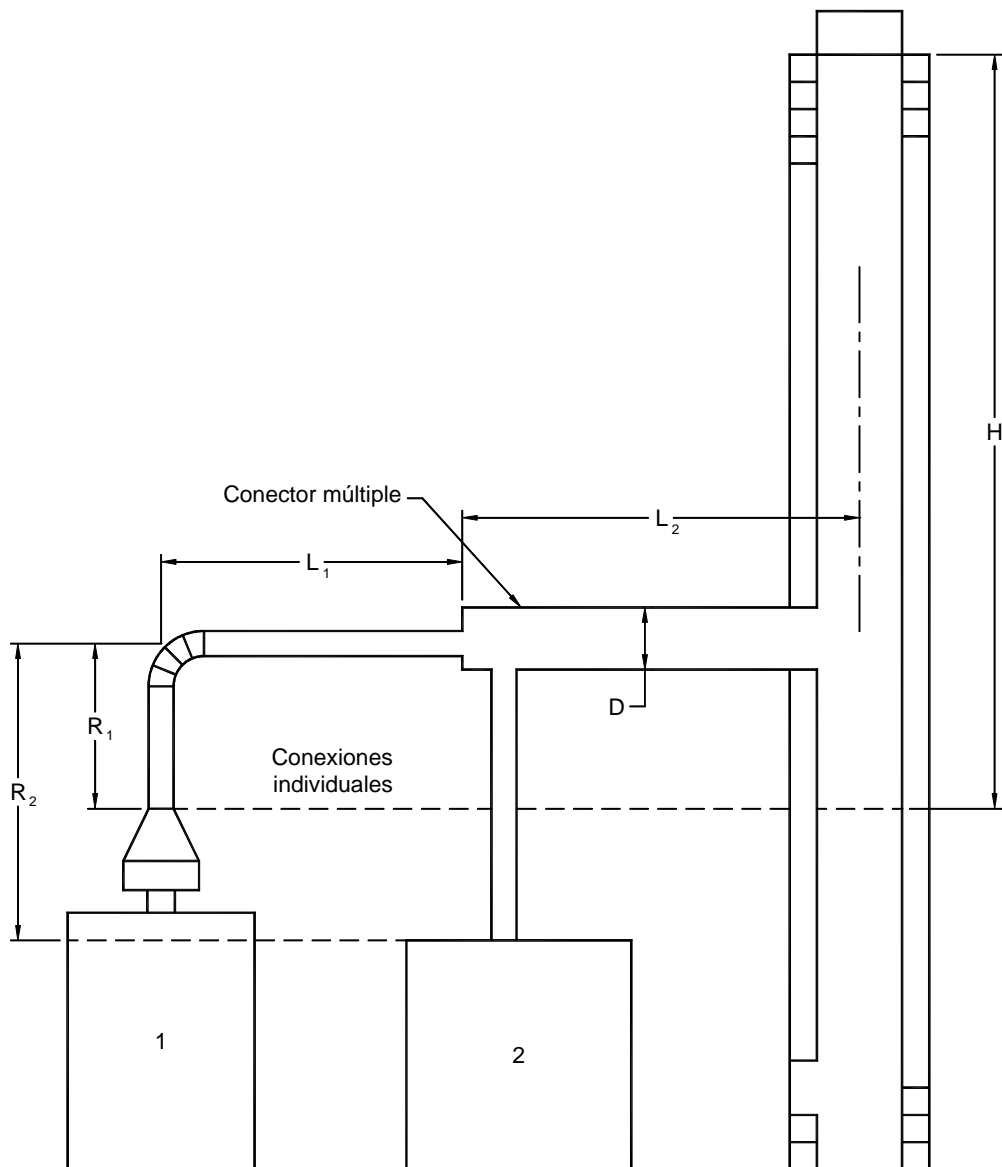 H
Conector múltiple
L2
L1
D
R1
Conexiones
individuales
R2
1
2